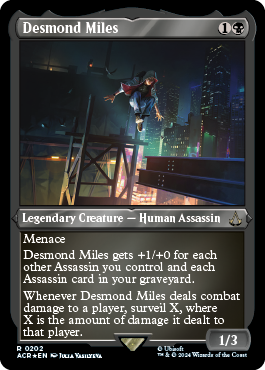 Desmond Miles 1
Legendary Creature — Human Assassin
Menace
Desmond Miles gets +1/+0 for each
other Assassin you control and each
Assassin card in your graveyard.
Whenever Desmond Miles deals combat
damage to a player, surveil X, where
X is the amount of damage it dealt to
that player.
1/3
R 0202 © Ubisoft
ACR★EN Julia Vasilyeva ™ & © 2024 Wizards of the Coast